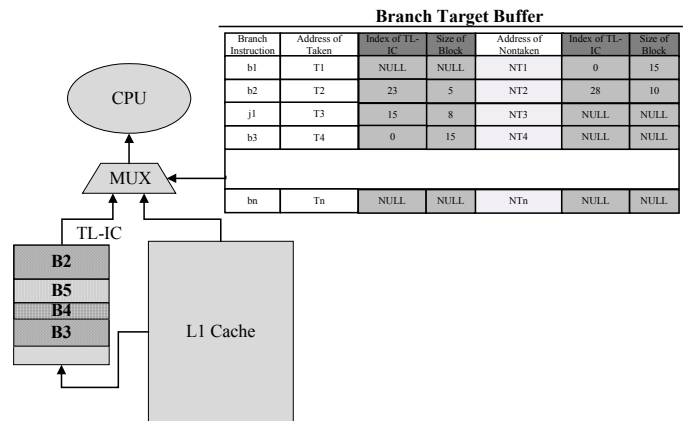 Branch Target Buffer
Branch Instruction Address of Taken Index of TL-IC Size of Block Address of Nontaken Index of TL-IC Size of Block
b1 T1 NULL NULL NT1 0 15
b2 T2 23 5 NT2 28 10
j1 T3 15 8 NT3 NULL NULL
b3 T4 0 15 NT4 NULL NULL
bn Tn NULL NULL NTn NULL NULL
CPU
MUX
TL-IC
B2
B5
B4
B3
L1 Cache